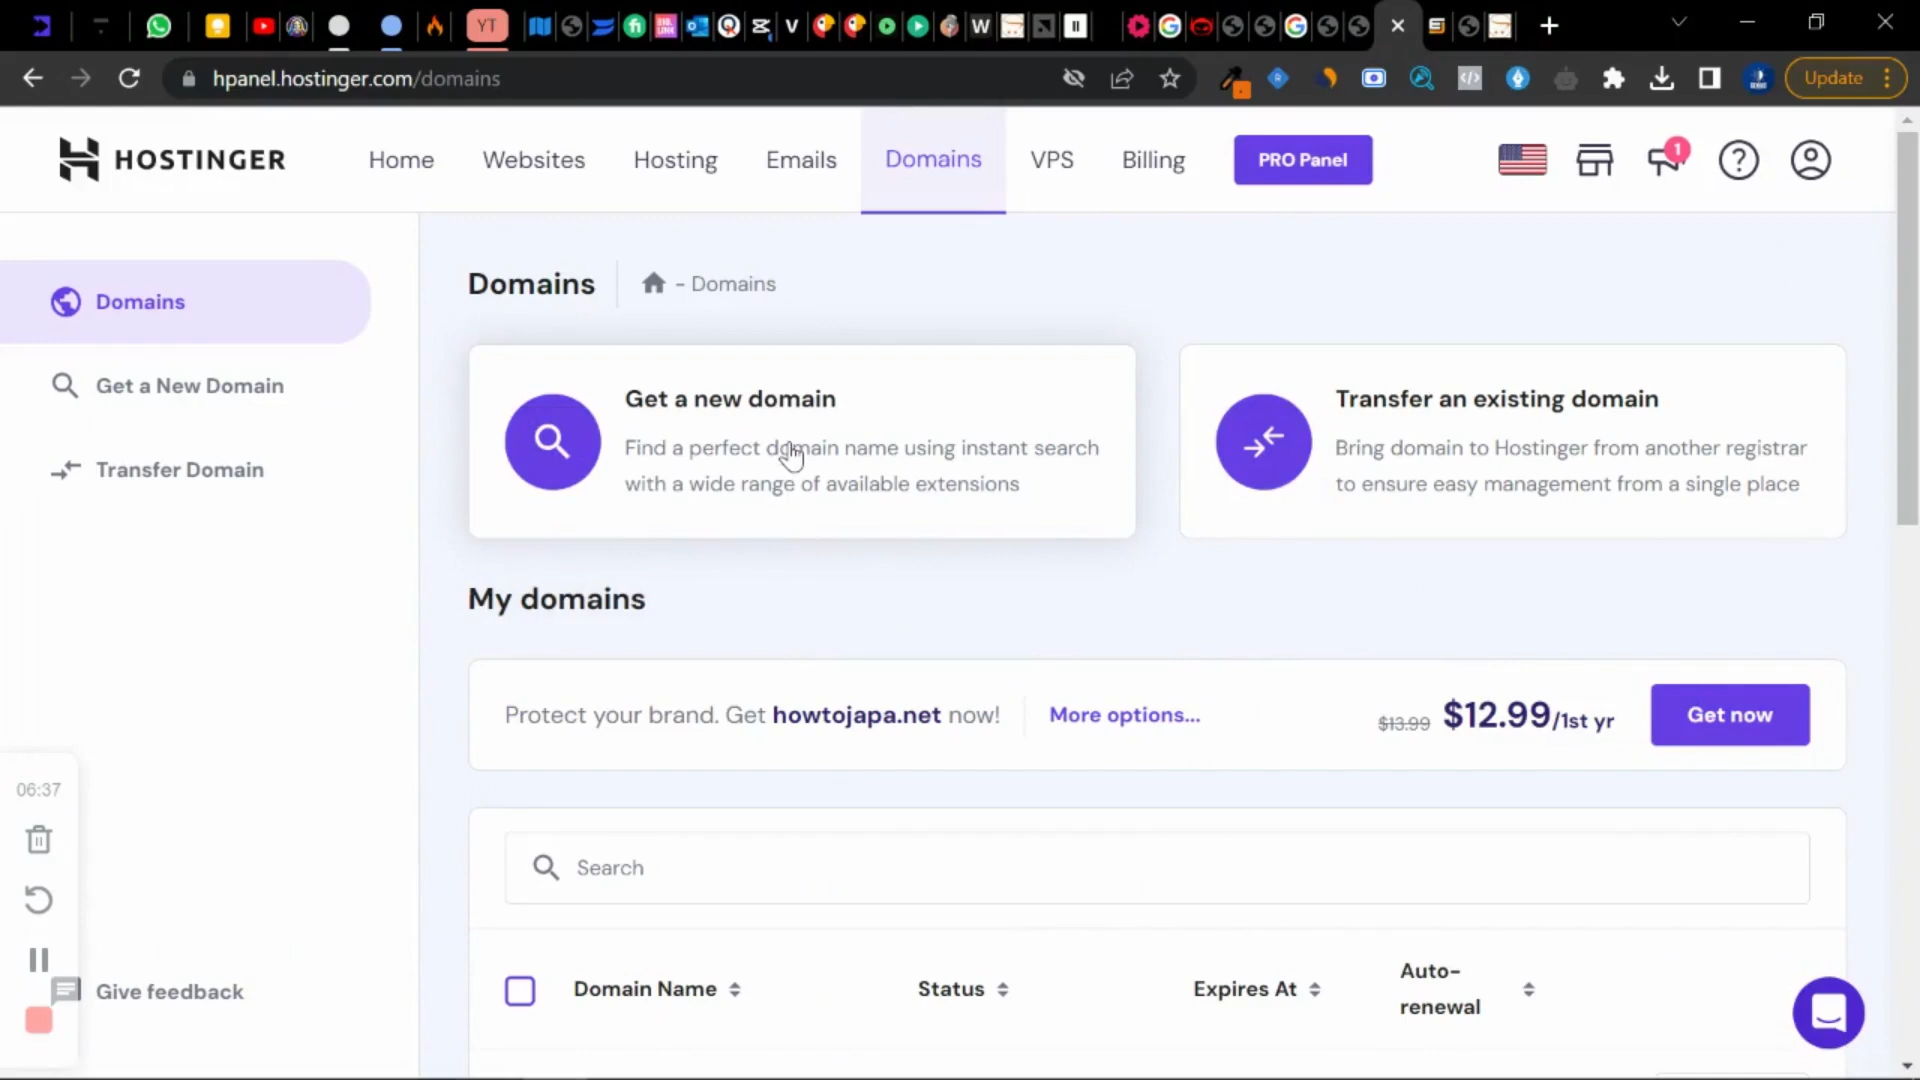 YT
W
V
hpanel.hostinger.com/domains
Update
HOSTINGER
Home
Websites
Hosting
Emails
Domains
VPS
Billing
PRO Panel
1
Domains
Get a New Domain
Transfer Domain
Domains
- Domains
Get a new domain
Find a perfect domain name using instant search
with a wide range of available extensions
Transfer an existing domain
Bring domain to Hostinger from another registrar
to ensure easy management from a single place
My domains
Protect your brand. Get howtojapa.net now!
More options...
$13.99 $12.99/1st yr
Get now
Search
Domain Name
Status
Expires At
Auto-
renewal
06:37
Give feedback